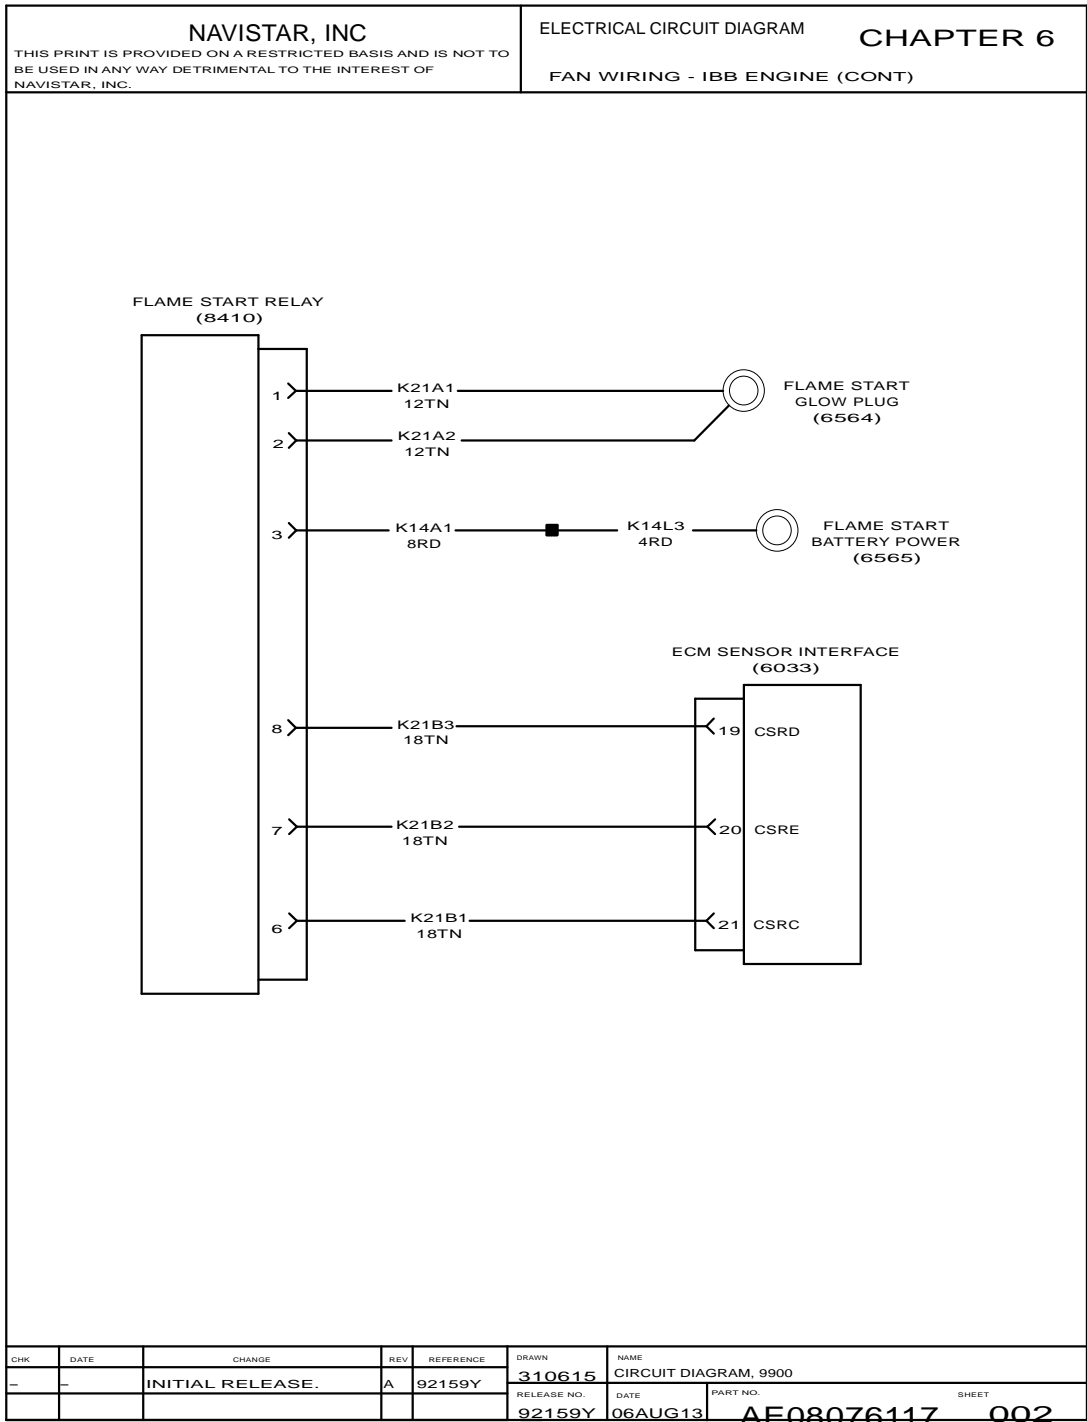 NAVISTAR, INC
THIS PRINT IS PROVIDED ON A RESTRICTED BASIS AND IS NOT TO
BE USED IN ANY WAY DETRIMENTAL TO THE INTEREST OF
NAVISTAR, INC.
ELECTRICAL CIRCUIT DIAGRAM
CHAPTER 6
FAN WIRING - IBB ENGINE (CONT)
FLAME START RELAY
(8410)
1
K21A1
12TN
FLAME START
GLOW PLUG
(6564)
2
K21A2
12TN
3
K14A1
8RD
K14L3
4RD
FLAME START
BATTERY POWER
(6565)
ECM SENSOR INTERFACE
(6033)
8
K21B3
18TN
19
CSRD
7
K21B2
18TN
20
CSRE
6
K21B1
18TN
21
CSRC
CHK
DATE
CHANGE
REV
REFERENCE
DRAWN
NAME
–
–
INITIAL RELEASE.
A
92159Y
310615
CIRCUIT DIAGRAM, 9900
RELEASE NO.
DATE
PART NO.
SHEET
92159Y
06AUG13
AE08076117
002